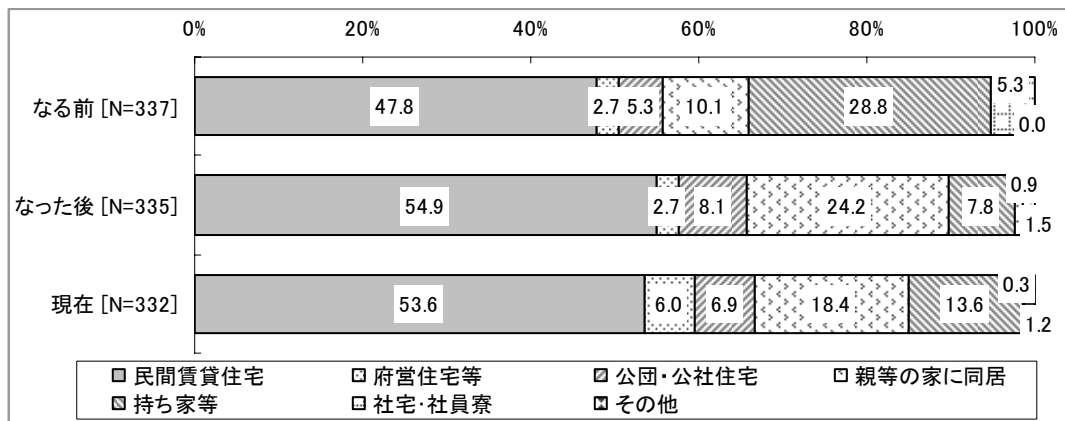 0% 20% 40% 60% 80% 100%
なる前 [N=337] 47.8 2.7 5.3 10.1 28.8 5.3 0.0
なった後 [N=335] 54.9 2.7 8.1 24.2 7.8 0.9 1.5
現在 [N=332] 53.6 6.0 6.9 18.4 13.6 0.3 1.2
民間賃貸住宅 府営住宅等 公団・公社住宅 親等の家に同居
持ち家等 社宅・社員寮 その他